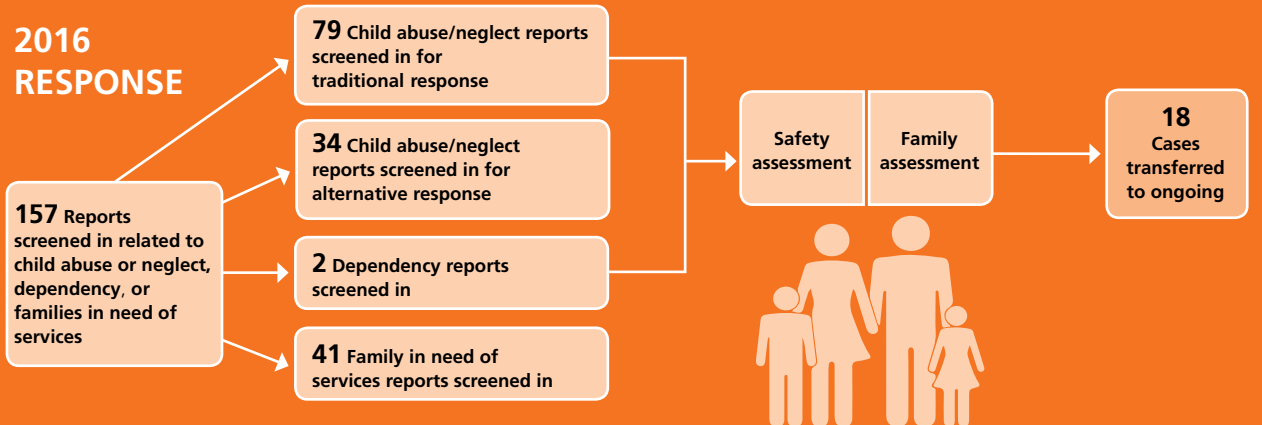 2016
RESPONSE
157 Reports
screened in related to
child abuse or neglect,
dependency, or
families in need of
services
79 Child abuse/neglect reports
screened in for
traditional response
34 Child abuse/neglect
reports screened in for
alternative response
2 Dependency reports
screened in
41 Family in need of
services reports screened in
Safety
assessment
Family
assessment
18
Cases
transferred
to ongoing